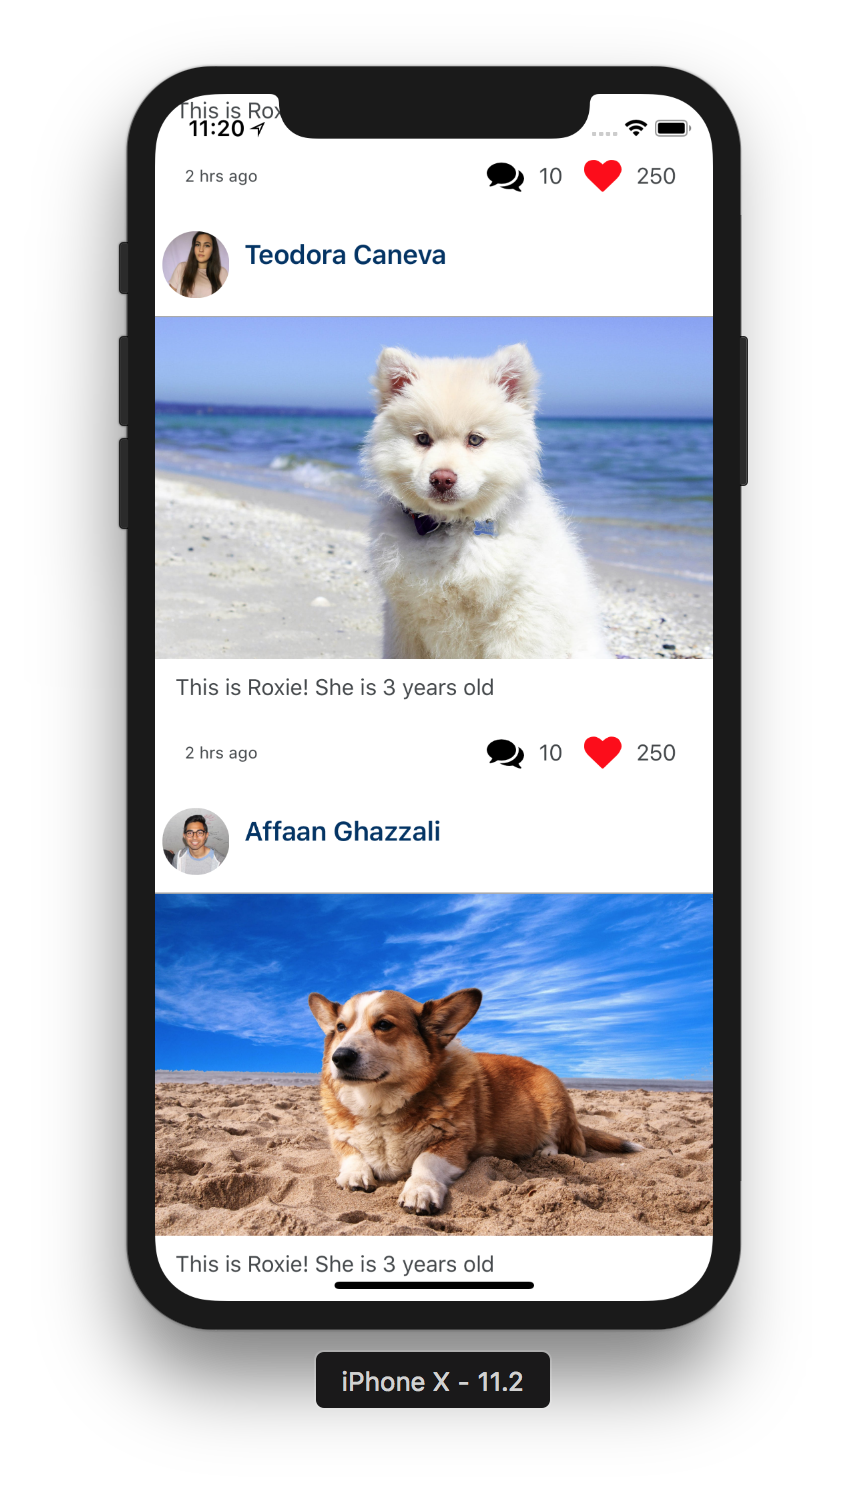 This is Rox
11:20
2 hrs ago 10 250
Teodora Caneva
This is Roxie! She is 3 years old
2 hrs ago 10 250
Affaan Ghazzali
This is Roxie! She is 3 years old
iPhone X - 11.2